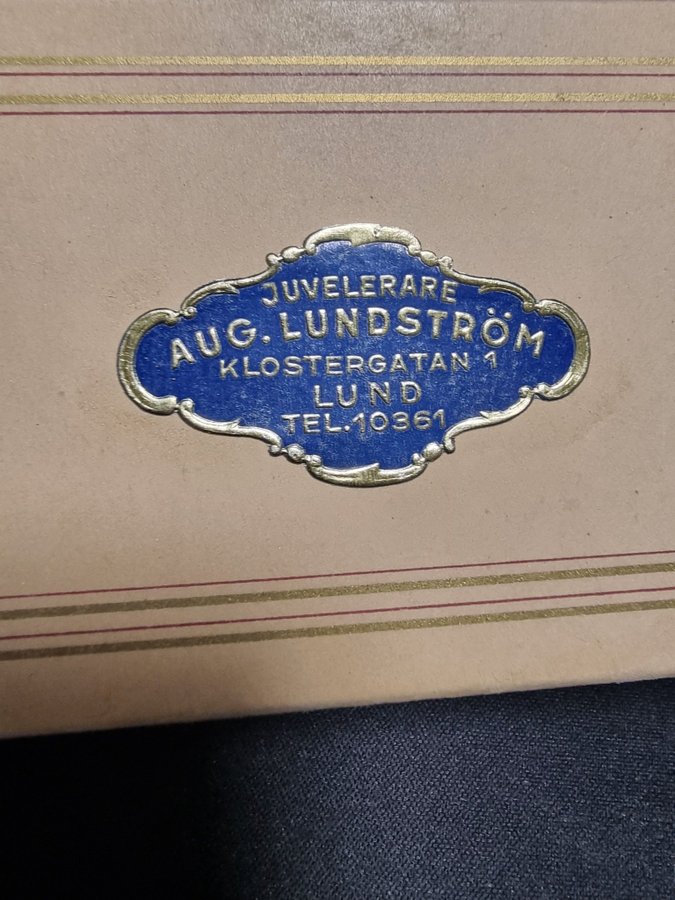 JUVELERARE
AUG. LUNDSTRÖM
KLOSTERGATAN 1
LUND
TEL.10361